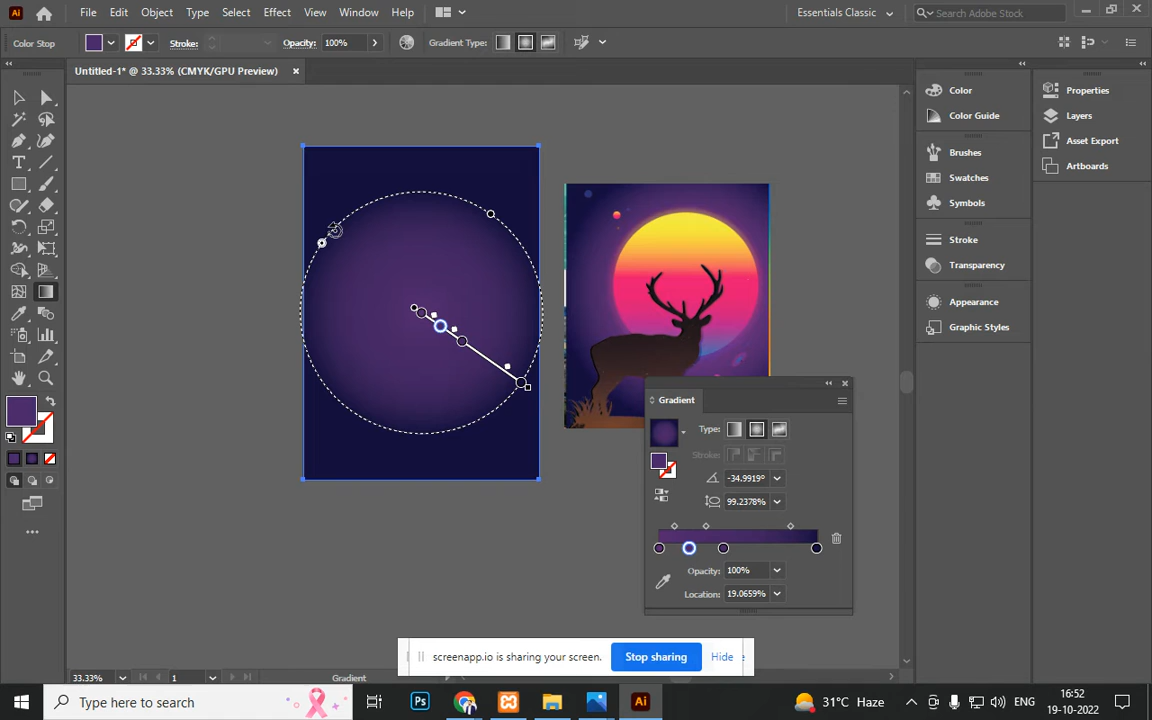 Ai File Edit Object Type Select Effect View Window Help Essentials Classic Search Adobe Stock
Color Stop Stroke: Opacity: 100% Gradient Type:
Untitled-1* @ 33.33% (CMYK/GPU Preview)
Color
Color Guide
Brushes
Swatches
Symbols
Stroke
Transparency
Appearance
Graphic Styles
Properties
Layers
Asset Export
Artboards
Gradient
Type:
Stroke:
-34.9919°
99.2378%
Opacity: 100%
Location: 19.0659%
screenapp.io is sharing your screen. Stop sharing Hide
33.33% 1 Gradient
Type here to search Ps Ai 31°C Haze ENG 16:52
19-10-2022